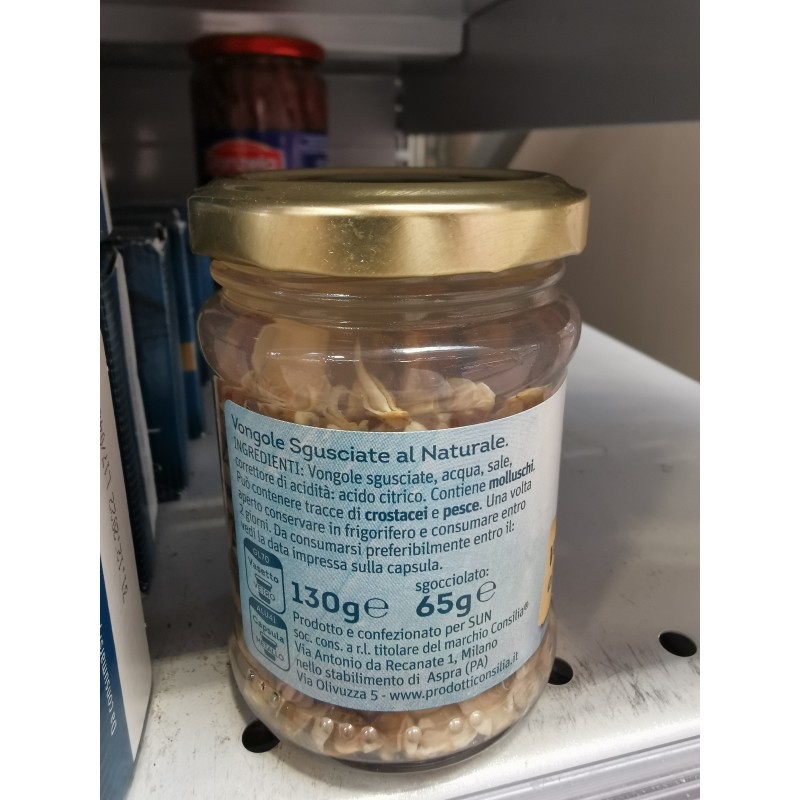 Vongole Sgusciate al Naturale.
INGREDIENTI: Vongole sgusciate, acqua, sale,
correttore di acidità: acido citrico. Contiene molluschi.
Può contenere tracce di crostacei e pesce. Una volta
aperto conservare in frigorifero e consumare entro
2 giorni. Da consumarsi preferibilmente entro il:
vedi la data impressa sulla capsula.
GL70
Vasetto
VETRO
ALU41
Capsula
130g℮
sgocciolato:
65g℮
Prodotto e confezionato per SUN
soc. cons. a r.l. titolare del marchio Consilia®
Via Antonio da Recanate 1, Milano
nello stabilimento di Aspra (PA)
Via Olivuzza 5 - www.prodotticonsilia.it